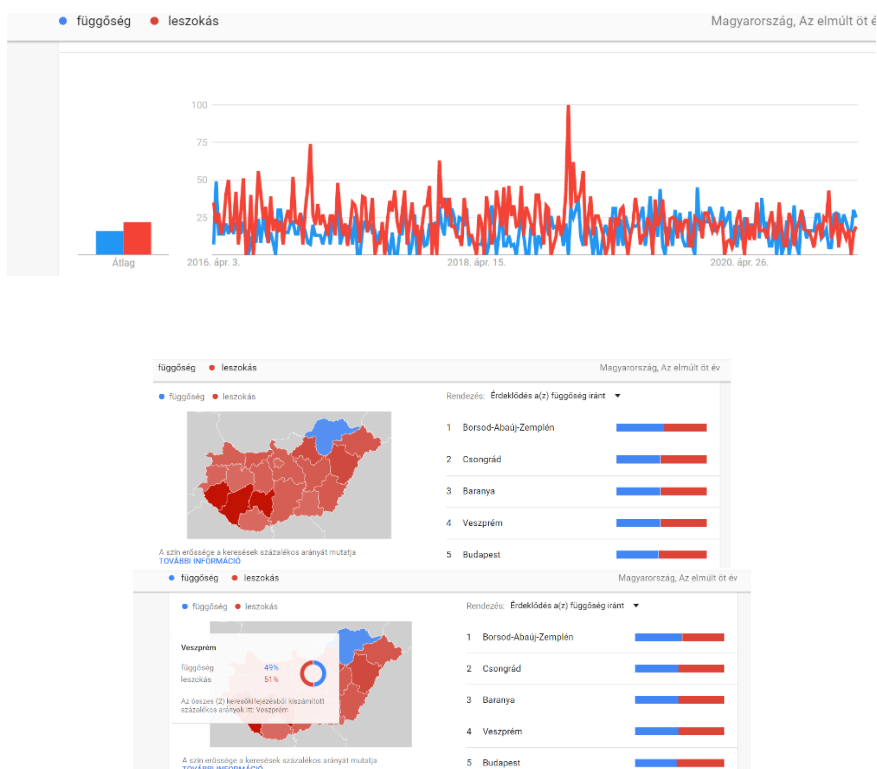 függőség leszokás Magyarország, Az elmúlt öt é
100
75
50
25
Átlag 2016. ápr. 3. 2018. ápr. 15. 2020. ápr. 26.
függőség leszokás Magyarország, Az elmúlt öt év
függőség leszokás Rendezés: Érdeklődés a(z) függőség iránt
1 Borsod-Abaúj-Zemplén
2 Csongrád
3 Baranya
4 Veszprém
5 Budapest
A szín erőssége a keresések százalékos arányát mutatja
TOVÁBBI INFORMÁCIÓ
függőség leszokás Magyarország, Az elmúlt öt év
függőség leszokás Rendezés: Érdeklődés a(z) függőség iránt
Veszprém
függőség 49%
leszokás 51%
Az összes (2) keresőkifejezésből kiszámított
százalékos arányok itt: Veszprém
1 Borsod-Abaúj-Zemplén
2 Csongrád
3 Baranya
4 Veszprém
5 Budapest
A szín erőssége a keresések százalékos arányát mutatja
TOVÁBBI INFORMÁCIÓ